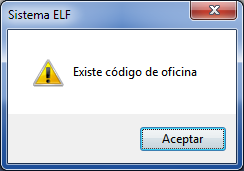 Sistema ELF
Existe código de oficina
Aceptar